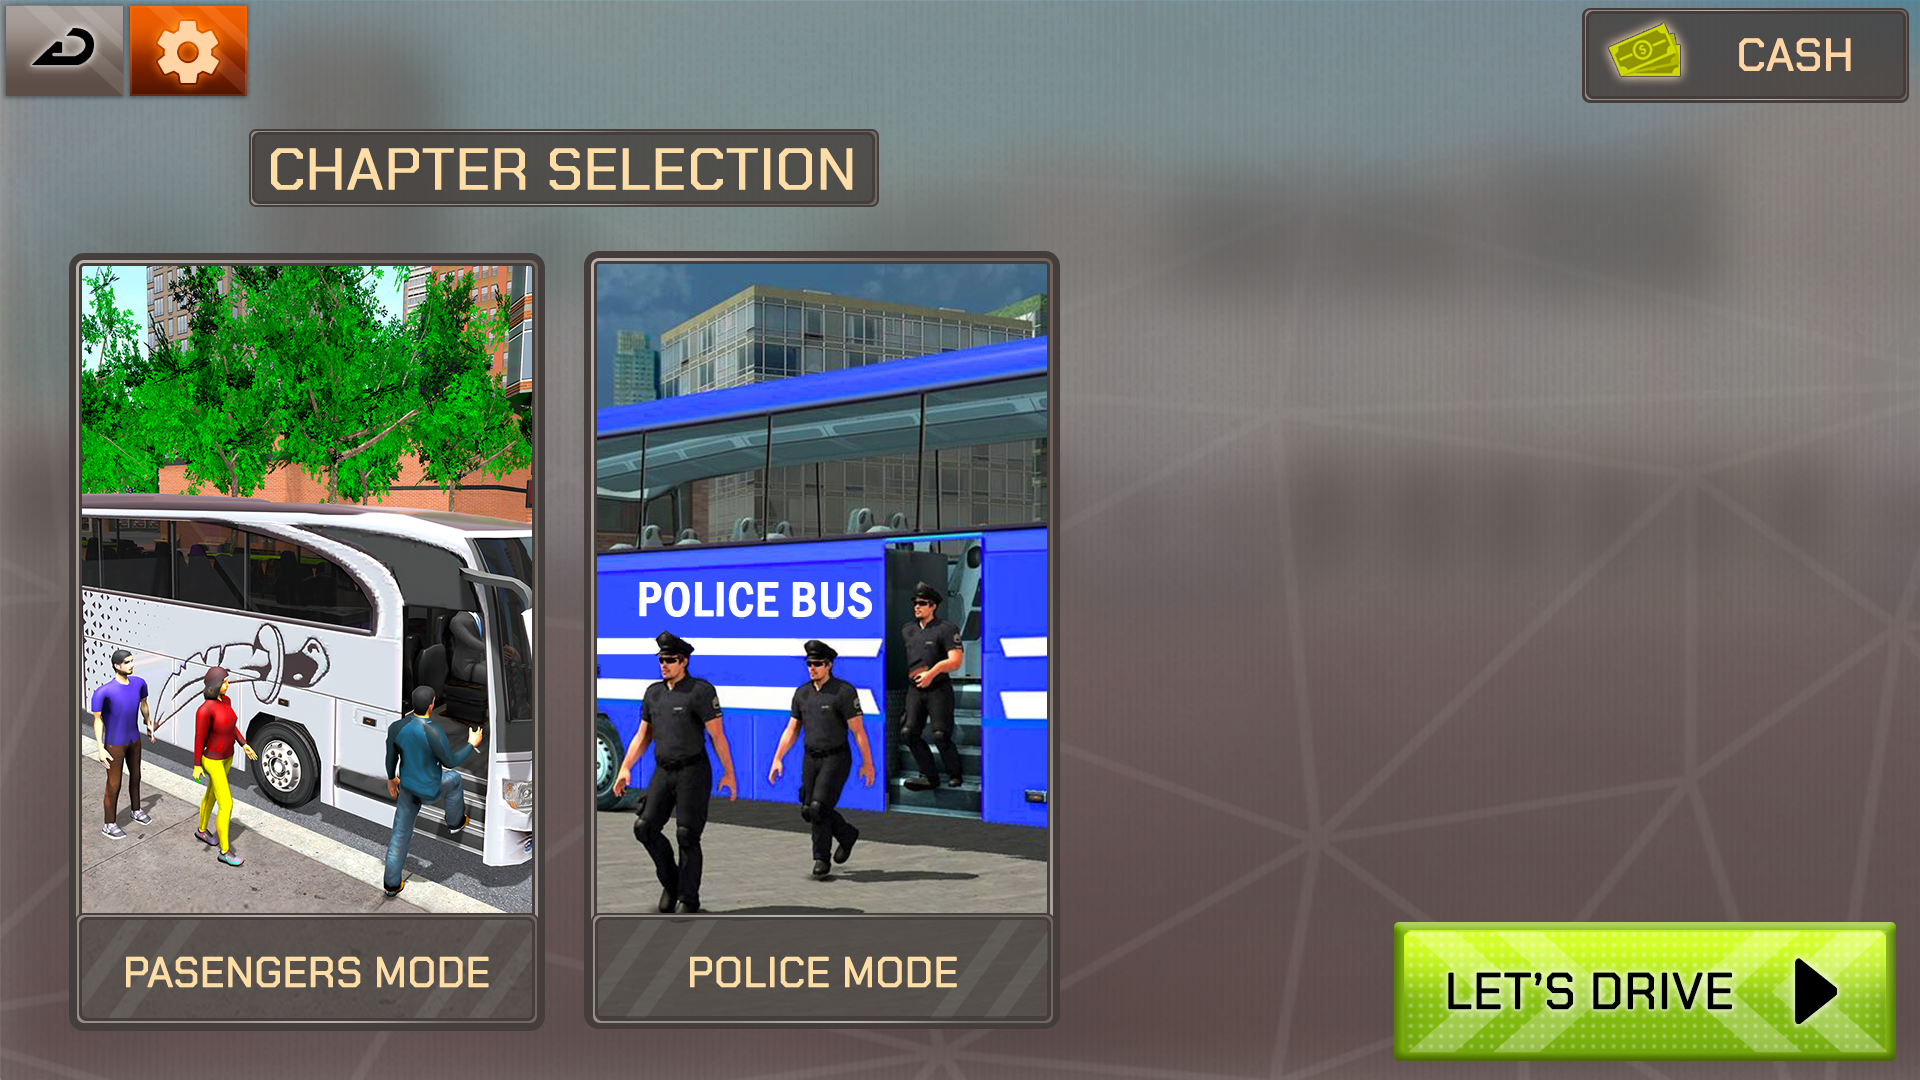 CASH
CHAPTER SELECTION
POLICE BUS
PASENGERS MODE
POLICE MODE
LET'S DRIVE